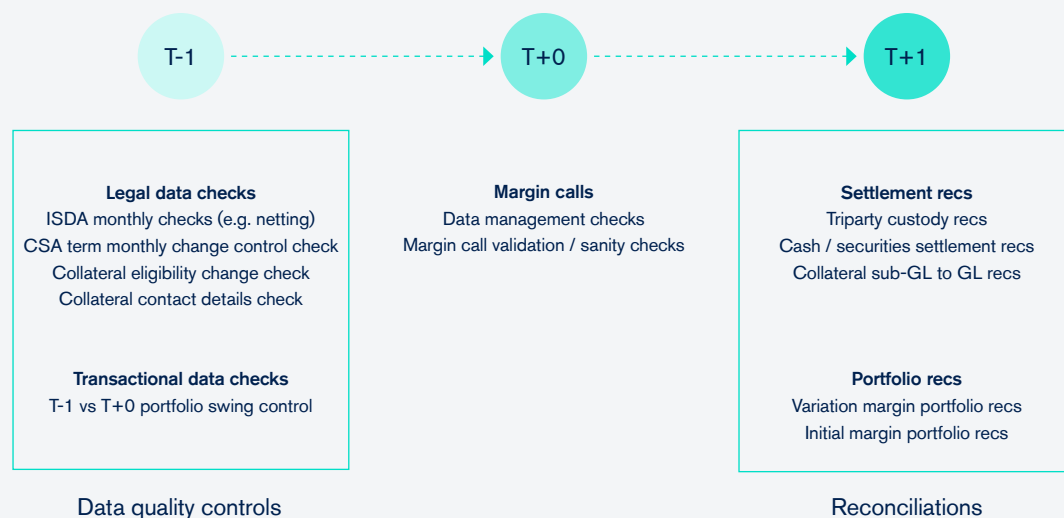 T-1
T+0
T+1
Legal data checks
ISDA monthly checks (e.g. netting)
CSA term monthly change control check
Collateral eligibility change check
Collateral contact details check
Transactional data checks
T-1 vs T+0 portfolio swing control
Data quality controls
Margin calls
Data management checks
Margin call validation / sanity checks
Settlement recs
Triparty custody recs
Cash / securities settlement recs
Collateral sub-GL to GL recs
Portfolio recs
Variation margin portfolio recs
Initial margin portfolio recs
Reconciliations